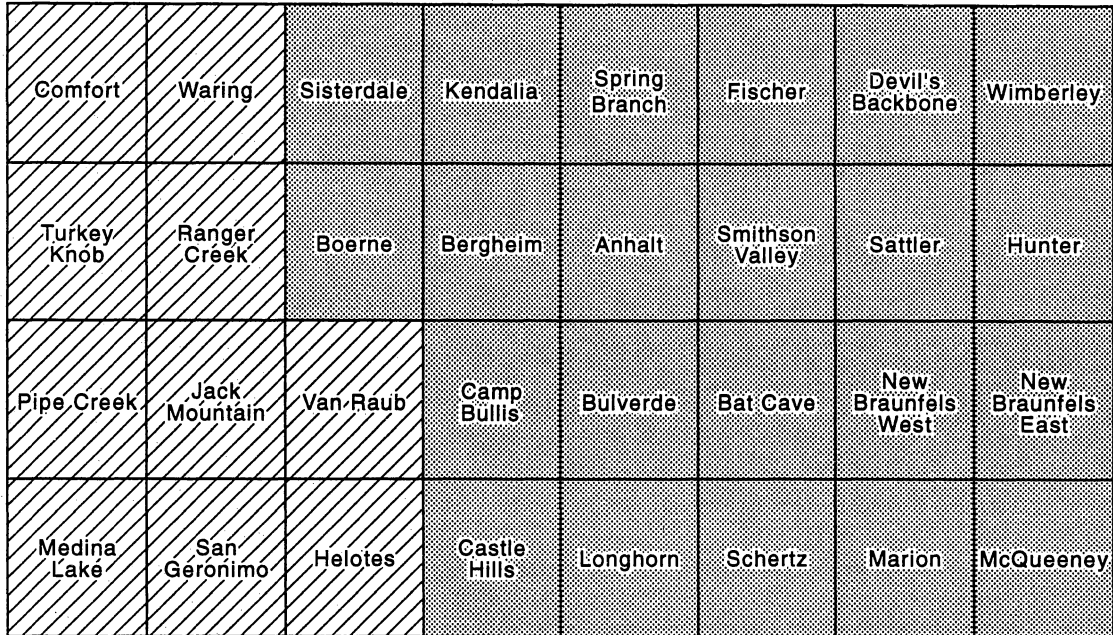 Comfort
Waring
Sisterdale
Kendalia
Spring
Branch
Fischer
Devil's
Backbone
Wimberley
Turkey
Knob
Ranger
Creek
Boerne
Bergheim
Anhalt
Smithson
Valley
Sattler
Hunter
Pipe Creek
Jack
Mountain
Van Raub
Camp
Bullis
Bulverde
Bat Cave
New
Braunfels
West
New
Braunfels
East
Medina
Lake
San
Geronimo
Helotes
Castle
Hills
Longhorn
Schertz
Marion
McQueeney